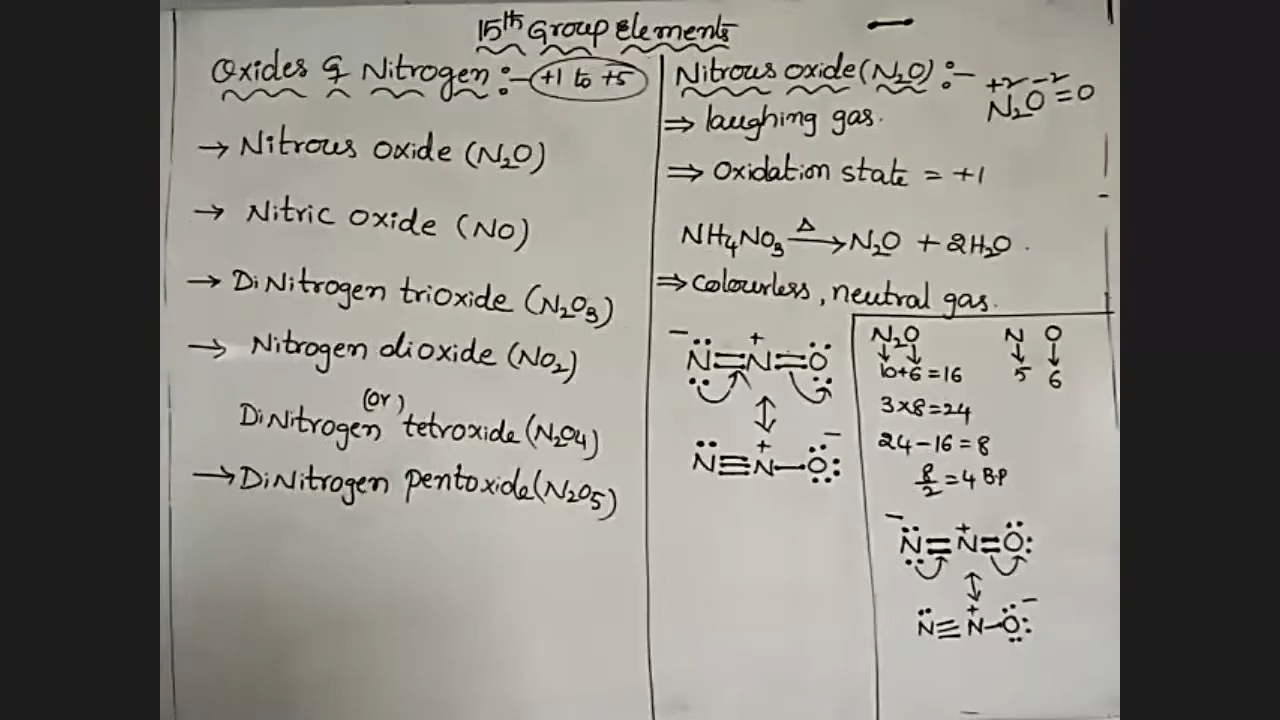 15th Group elements
Oxides of Nitrogen :- +1 to +5
→ Nitrous oxide (N₂O)
→ Nitric oxide (NO)
→ DiNitrogen trioxide (N₂O₃)
→ Nitrogen dioxide (NO₂)
(or)
DiNitrogen tetroxide (N₂O₄)
→ DiNitrogen pentoxide (N₂O₅)
Nitrous oxide (N₂O) :-
+2 -2
N₂O = 0
⇒ laughing gas.
⇒ Oxidation state = +1
NH₄NO₃ –Δ→ N₂O + 2H₂O.
⇒ Colourless, neutral gas.
− +
N=N=O
↕
+ −
N≡N–O
N₂O N O
↓ ↓ ↓ ↓
10+6 = 16 5 6
3×8=24
24-16=8
8/2 = 4 BP
− +
N=N=O
↕
+ −
N≡N–O